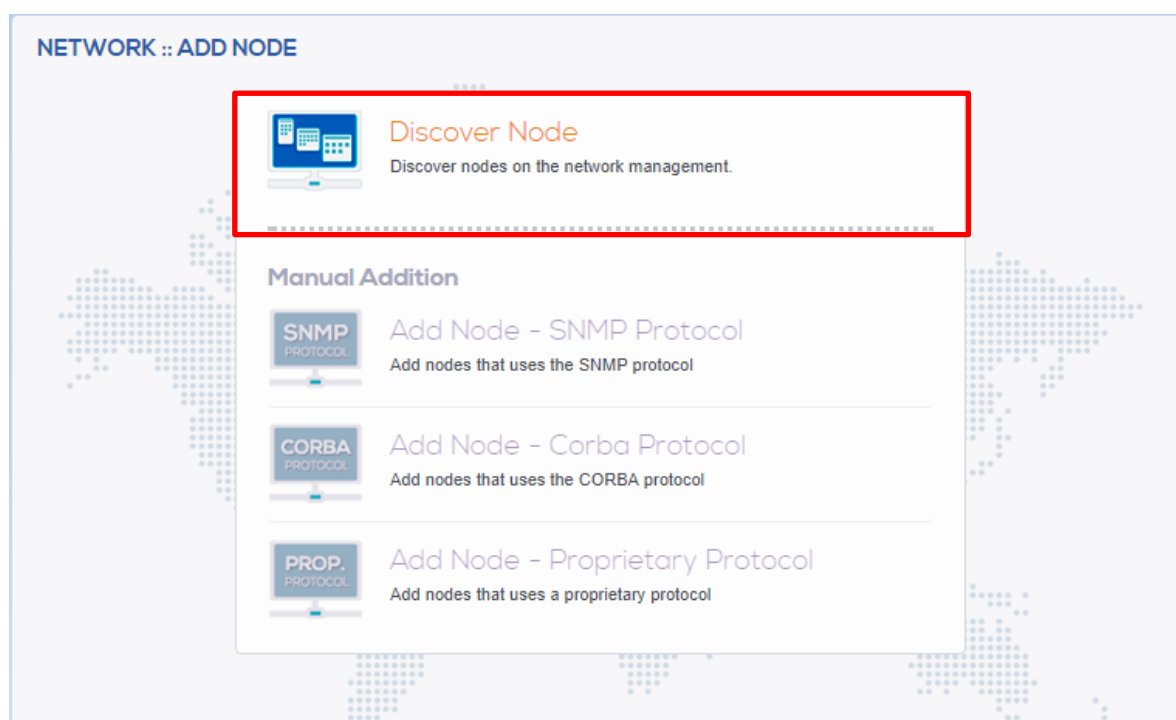 NETWORK :: ADD NODE
Discover Node
Discover nodes on the network management.
Manual Addition
SNMP
PROTOCOL
Add Node - SNMP Protocol
Add nodes that uses the SNMP protocol
CORBA
PROTOCOL
Add Node - Corba Protocol
Add nodes that uses the CORBA protocol
PROP.
PROTOCOL
Add Node - Proprietary Protocol
Add nodes that uses a proprietary protocol